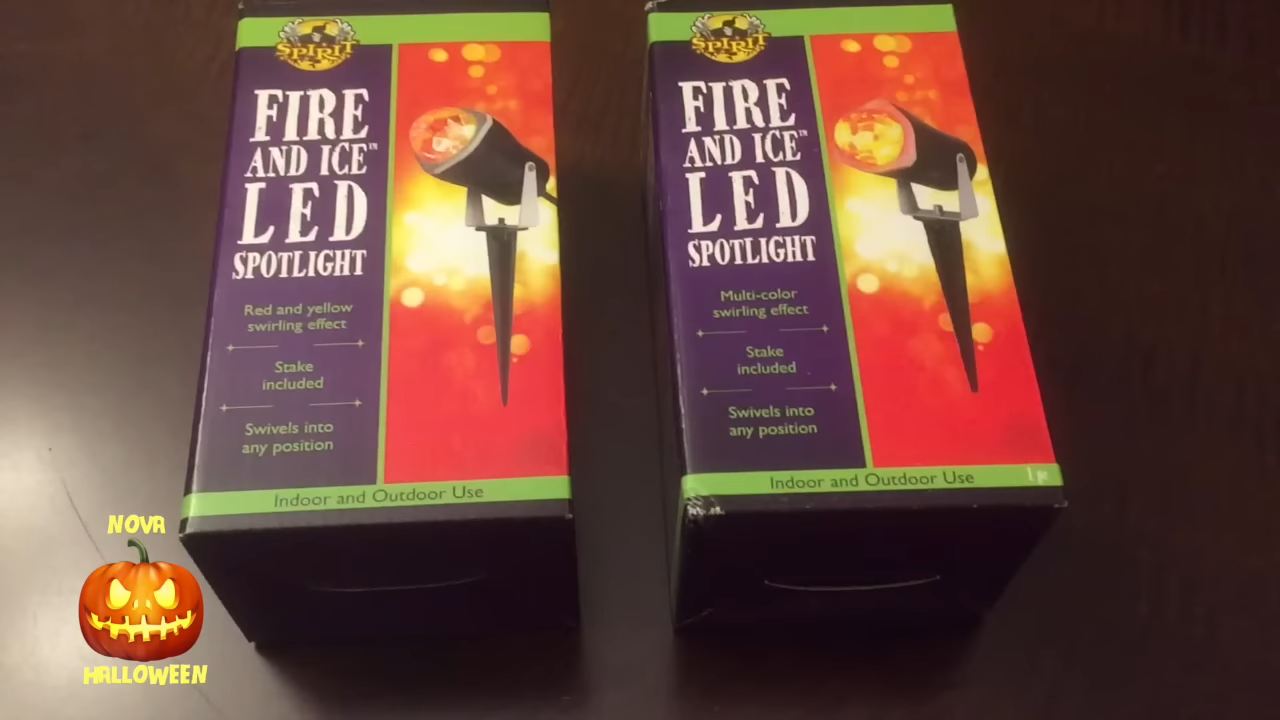 SPIRIT
FIRE
AND ICE™
LED
SPOTLIGHT
Red and yellow
swirling effect
Stake
included
Swivels into
any position
Indoor and Outdoor Use
SPIRIT
FIRE
AND ICE™
LED
SPOTLIGHT
Multi-color
swirling effect
Stake
included
Swivels into
any position
Indoor and Outdoor Use
NOVA
HALLOWEEN